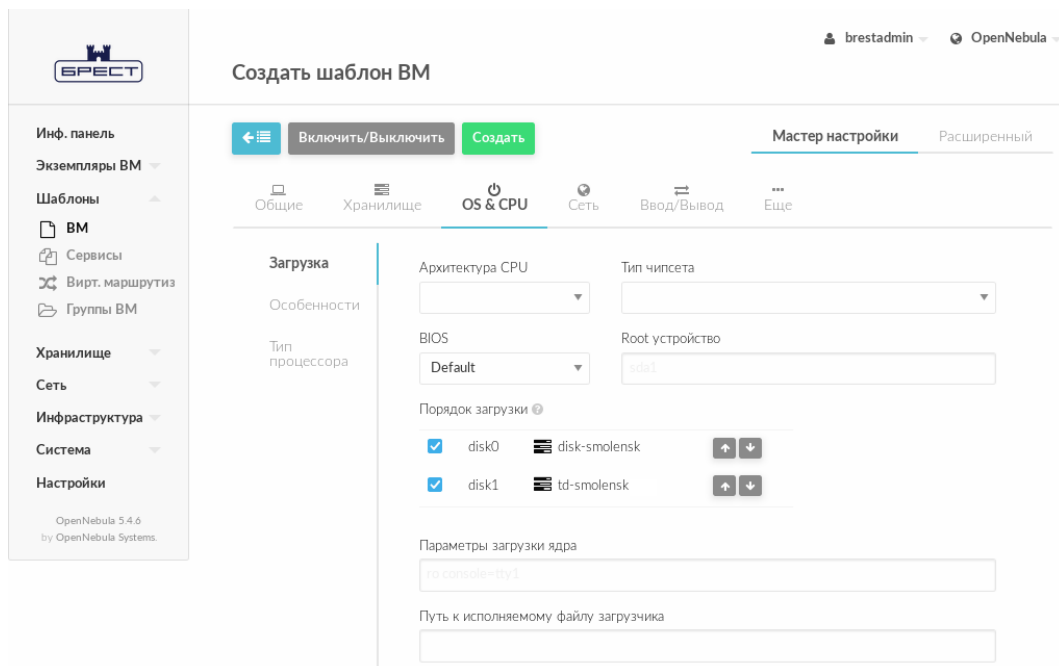 brestadmin OpenNebula
БРЕСТ
Создать шаблон ВМ
Инф. панель
Экземпляры ВМ
Шаблоны
ВМ
Сервисы
Вирт. маршрутиз
Группы ВМ
Хранилище
Сеть
Инфраструктура
Система
Настройки
OpenNebula 5.4.6
by OpenNebula Systems.
Включить/Выключить Создать
Мастер настройки Расширенный
Общие Хранилище OS & CPU Сеть Ввод/Вывод Еще
Загрузка
Особенности
Тип
процессора
Архитектура CPU Тип чипсета
BIOS Root устройство
Default sda1
Порядок загрузки
disk0 disk-smolensk
disk1 td-smolensk
Параметры загрузки ядра
ro console=tty1
Путь к исполняемому файлу загрузчика